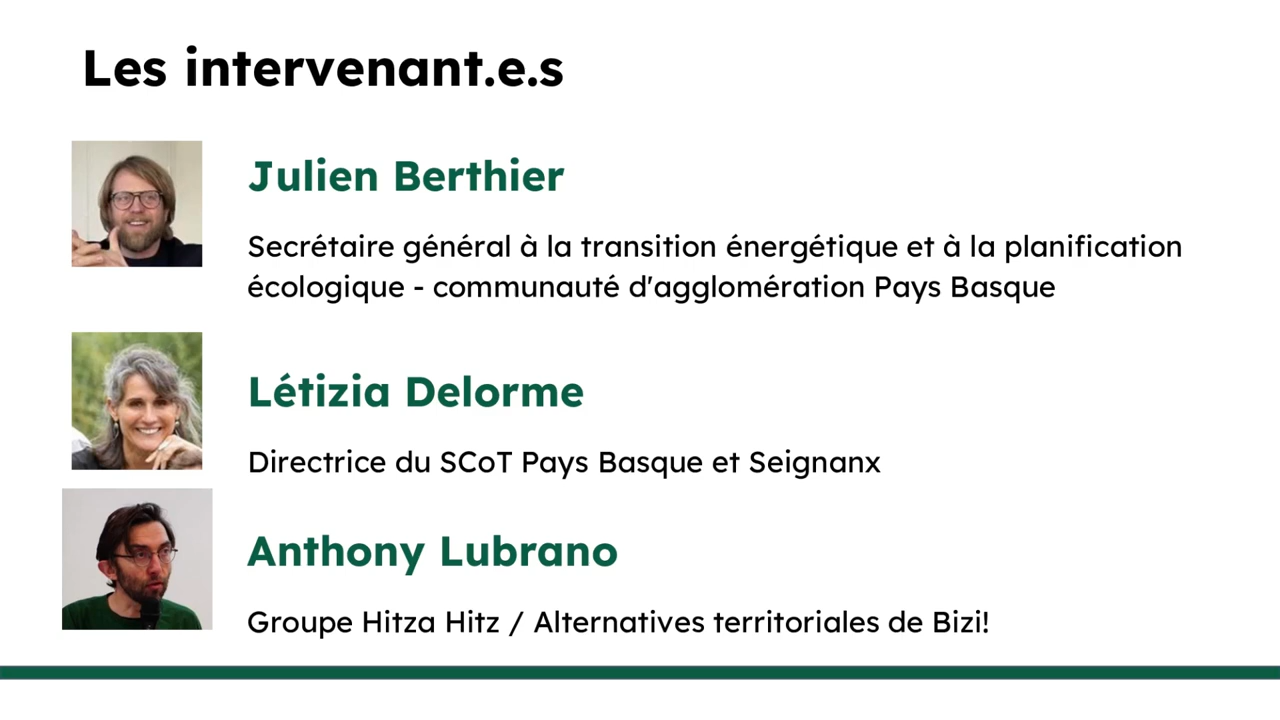 Les intervenant.e.s
Julien Berthier
Secrétaire général à la transition énergétique et à la planification
écologique - communauté d'agglomération Pays Basque
Létizia Delorme
Directrice du SCoT Pays Basque et Seignanx
Anthony Lubrano
Groupe Hitza Hitz / Alternatives territoriales de Bizi!